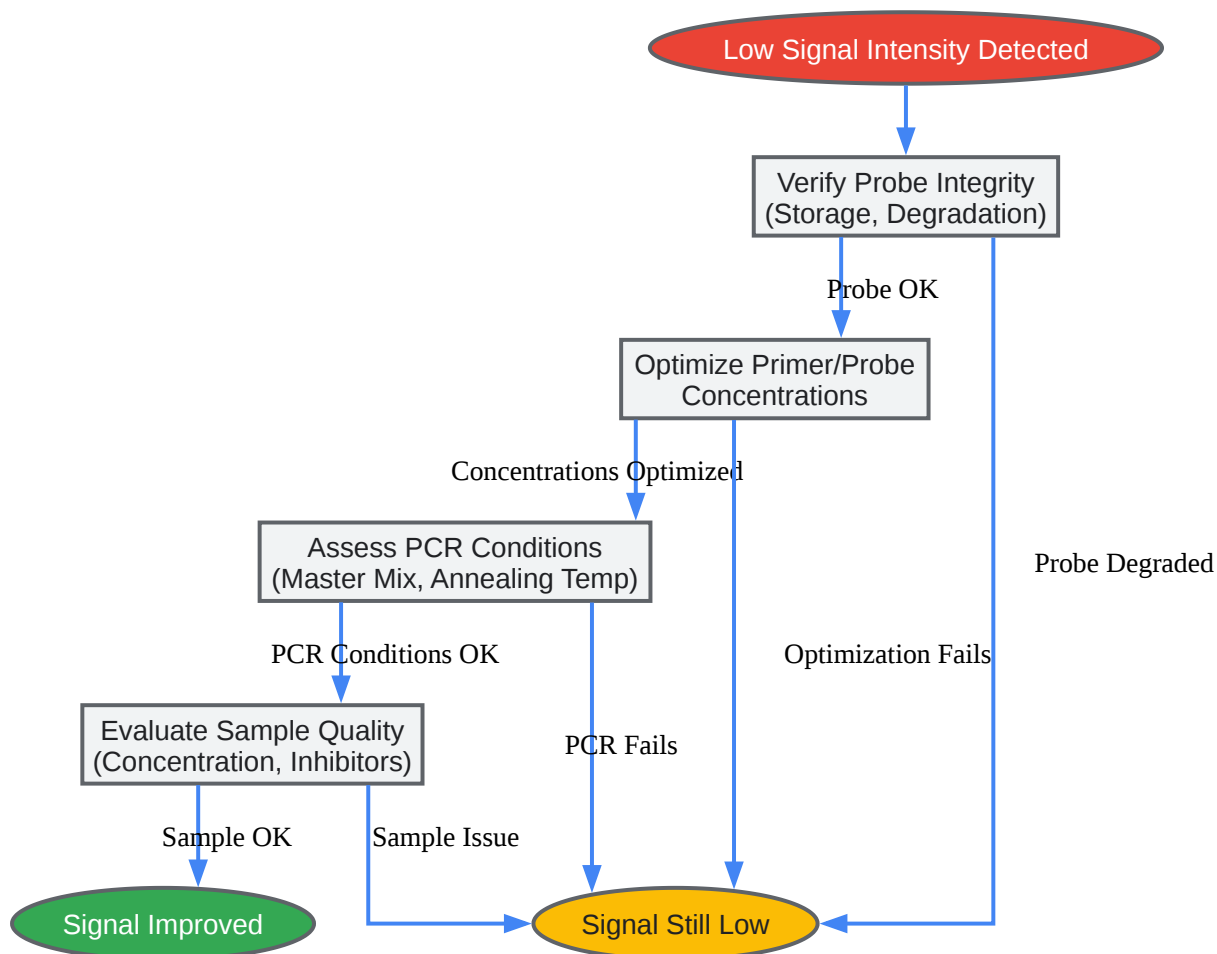 Low Signal Intensity Detected
Verify Probe Integrity
(Storage, Degradation)
Probe OK
Optimize Primer/Probe
Concentrations
Concentrations Optimized
Assess PCR Conditions
(Master Mix, Annealing Temp)
Probe Degraded
PCR Conditions OK
Optimization Fails
Evaluate Sample Quality
(Concentration, Inhibitors)
PCR Fails
Sample OK
Sample Issue
Signal Improved
Signal Still Low